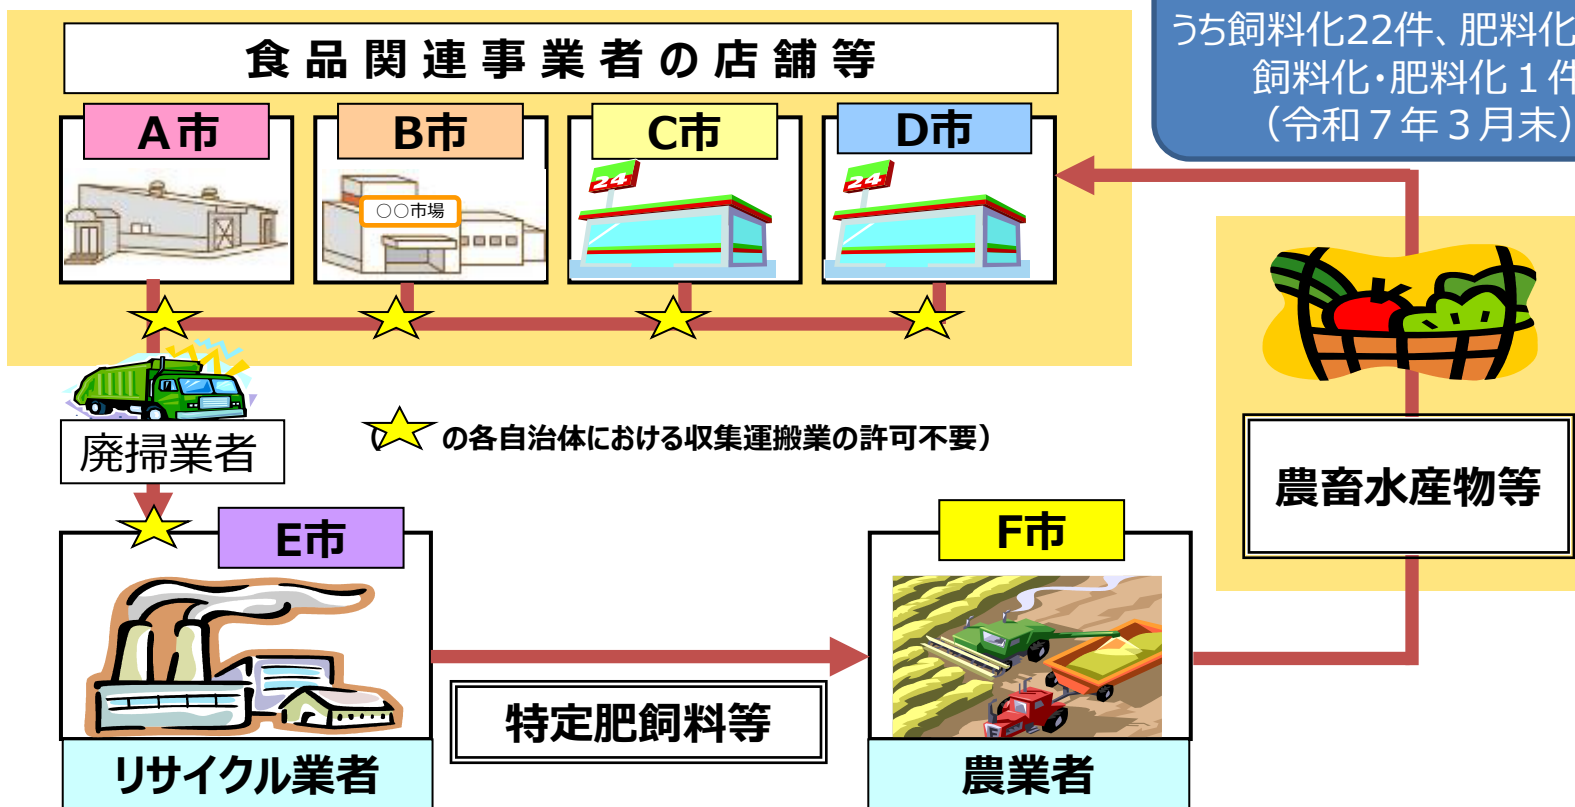 食品関連事業者の店舗等
うち飼料化22件、肥料化
飼料化・肥料化１件
（令和７年３月末）
A市
B市
C市
D市
○○市場
24
24
廃掃業者
（☆の各自治体における収集運搬業の許可不要）
農畜水産物等
E市
F市
特定肥飼料等
リサイクル業者
農業者